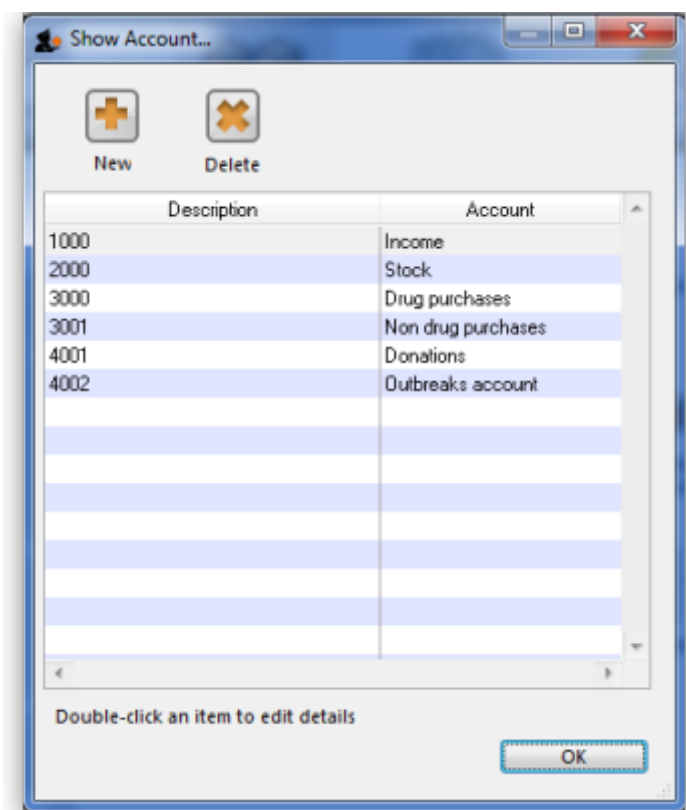 Show Account...
New Delete
Description Account
1000 Income
2000 Stock
3000 Drug purchases
3001 Non drug purchases
4001 Donations
4002 Outbreaks account
Double-click an item to edit details
OK